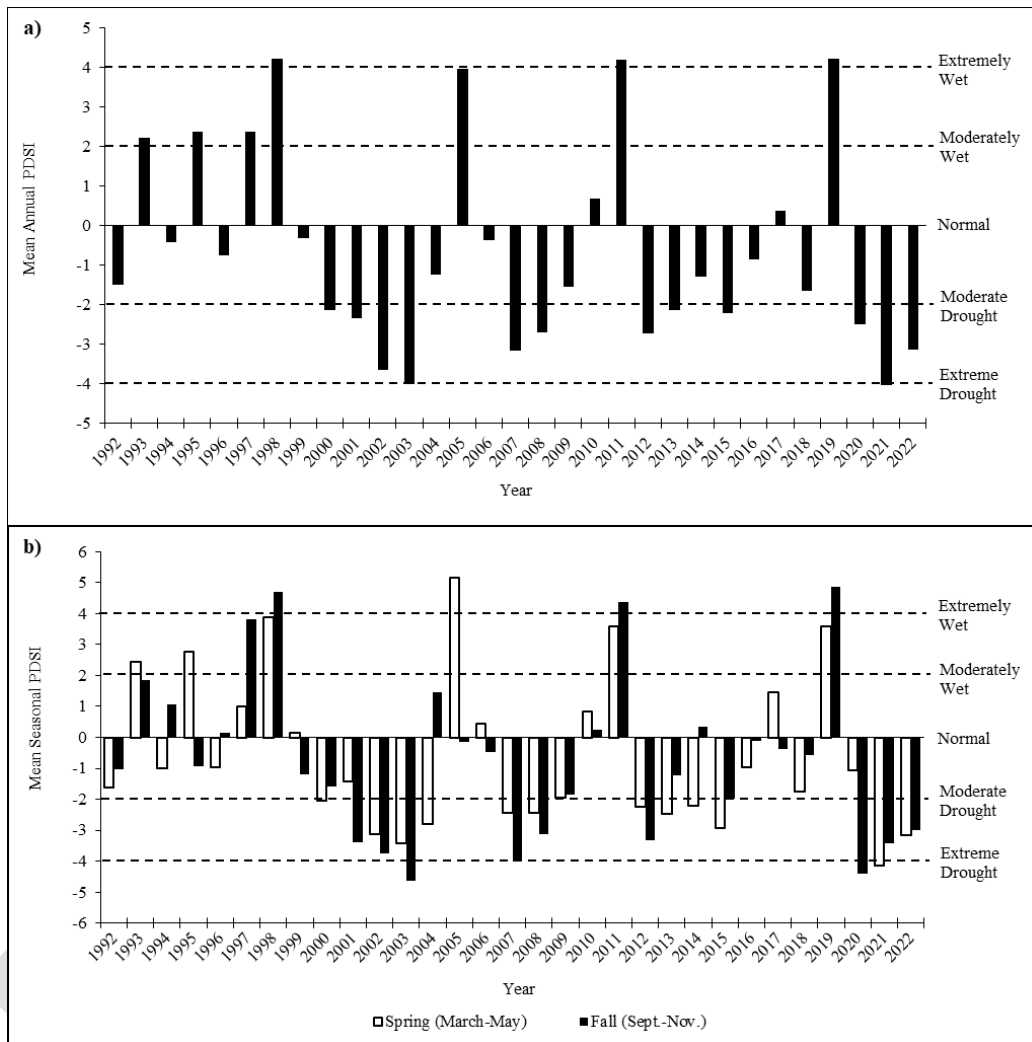 a)
5
4
3
2
1
0
-1
-2
-3
-4
-5
Mean Annual PDSI
Extremely
Wet
Moderately
Wet
Normal
Moderate
Drought
Extreme
Drought
1992 1993 1994 1995 1996 1997 1998 1999 2000 2001 2002 2003 2004 2005 2006 2007 2008 2009 2010 2011 2012 2013 2014 2015 2016 2017 2018 2019 2020 2021 2022
Year
b)
6
5
4
3
2
1
0
-1
-2
-3
-4
-5
-6
Mean Seasonal PDSI
Extremely
Wet
Moderately
Wet
Normal
Moderate
Drought
Extreme
Drought
1992 1993 1994 1995 1996 1997 1998 1999 2000 2001 2002 2003 2004 2005 2006 2007 2008 2009 2010 2011 2012 2013 2014 2015 2016 2017 2018 2019 2020 2021 2022
Year
Spring (March-May) Fall (Sept.-Nov.)